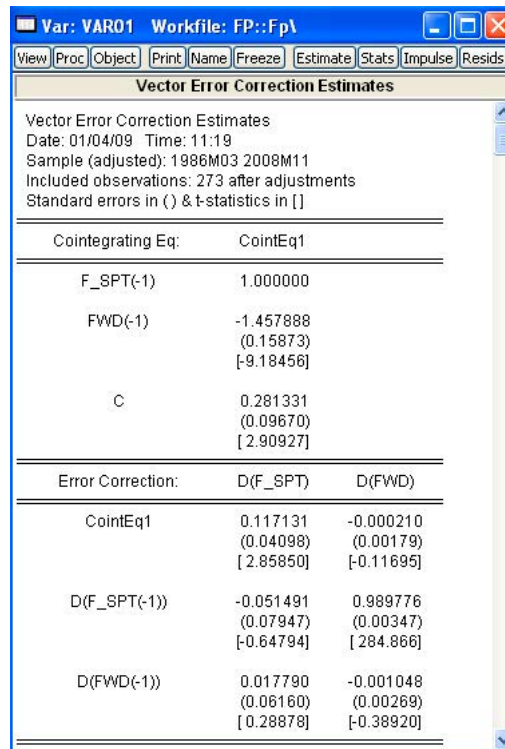 Var: VAR01 Workfile: FP::Fp\
View Proc Object Print Name Freeze Estimate Stats Impulse Resids
Vector Error Correction Estimates
Vector Error Correction Estimates
Date: 01/04/09 Time: 11:19
Sample (adjusted): 1986M03 2008M11
Included observations: 273 after adjustments
Standard errors in ( ) & t-statistics in [ ]
Cointegrating Eq: CointEq1
F_SPT(-1) 1.000000
FWD(-1) -1.457888
(0.15873)
[-9.18456]
C 0.281331
(0.09670)
[ 2.90927]
Error Correction: D(F_SPT) D(FWD)
CointEq1 0.117131 -0.000210
(0.04098) (0.00179)
[ 2.85850] [-0.11695]
D(F_SPT(-1)) -0.051491 0.989776
(0.07947) (0.00347)
[-0.64794] [ 284.866]
D(FWD(-1)) 0.017790 -0.001048
(0.06160) (0.00269)
[ 0.28878] [-0.38920]